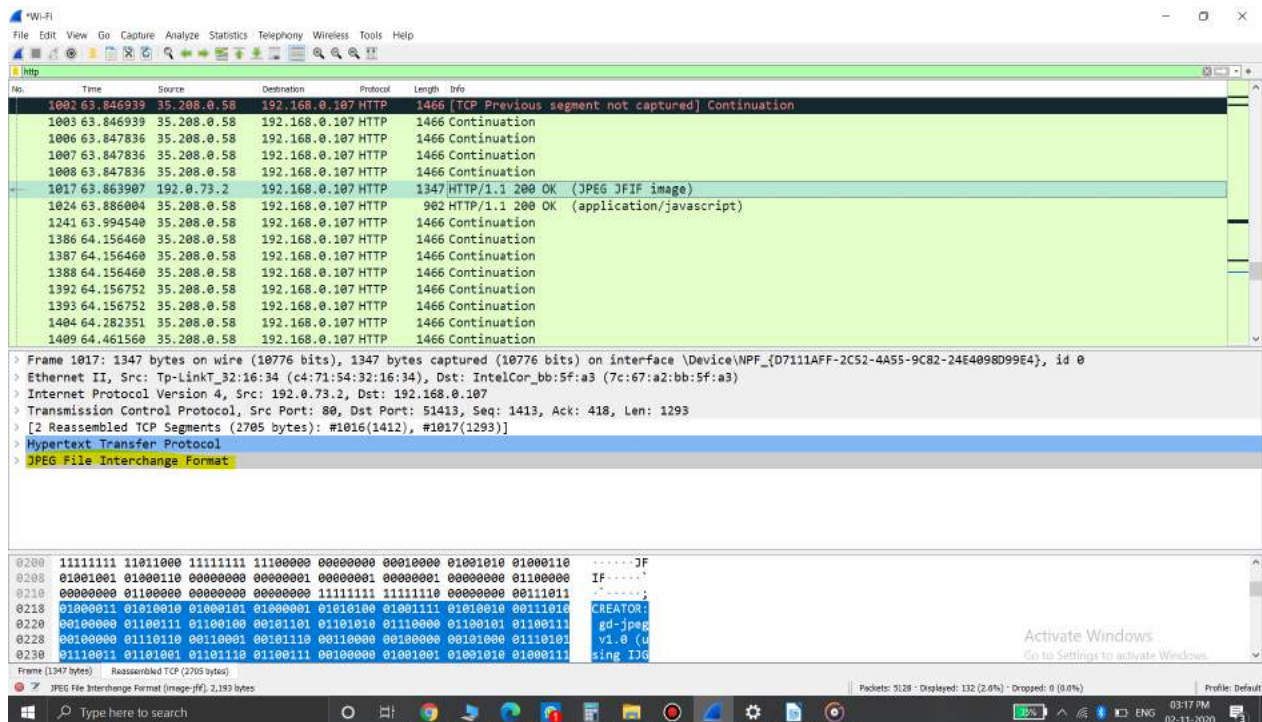 *Wi-Fi
File Edit View Go Capture Analyze Statistics Telephony Wireless Tools Help
http
No. Time Source Destination Protocol Length Info
1002 63.846939 35.208.0.58 192.168.0.107 HTTP 1466 [TCP Previous segment not captured] Continuation
1003 63.846939 35.208.0.58 192.168.0.107 HTTP 1466 Continuation
1006 63.847836 35.208.0.58 192.168.0.107 HTTP 1466 Continuation
1007 63.847836 35.208.0.58 192.168.0.107 HTTP 1466 Continuation
1008 63.847836 35.208.0.58 192.168.0.107 HTTP 1466 Continuation
1017 63.863907 192.0.73.2 192.168.0.107 HTTP 1347 HTTP/1.1 200 OK (JPEG JFIF image)
1024 63.886004 35.208.0.58 192.168.0.107 HTTP 902 HTTP/1.1 200 OK (application/javascript)
1241 63.994540 35.208.0.58 192.168.0.107 HTTP 1466 Continuation
1386 64.156460 35.208.0.58 192.168.0.107 HTTP 1466 Continuation
1387 64.156460 35.208.0.58 192.168.0.107 HTTP 1466 Continuation
1388 64.156460 35.208.0.58 192.168.0.107 HTTP 1466 Continuation
1392 64.156752 35.208.0.58 192.168.0.107 HTTP 1466 Continuation
1393 64.156752 35.208.0.58 192.168.0.107 HTTP 1466 Continuation
1404 64.282351 35.208.0.58 192.168.0.107 HTTP 1466 Continuation
1409 64.461560 35.208.0.58 192.168.0.107 HTTP 1466 Continuation
> Frame 1017: 1347 bytes on wire (10776 bits), 1347 bytes captured (10776 bits) on interface \Device\NPF_{D7111AFF-2C52-4A55-9C82-24E4098D99E4}, id 0
> Ethernet II, Src: Tp-LinkT_32:16:34 (c4:71:54:32:16:34), Dst: IntelCor_bb:5f:a3 (7c:67:a2:bb:5f:a3)
> Internet Protocol Version 4, Src: 192.0.73.2, Dst: 192.168.0.107
> Transmission Control Protocol, Src Port: 80, Dst Port: 51413, Seq: 1413, Ack: 418, Len: 1293
> [2 Reassembled TCP Segments (2705 bytes): #1016(1412), #1017(1293)]
> Hypertext Transfer Protocol
> JPEG File Interchange Format
0200 11111111 11011000 11111111 11100000 00000000 00010000 01001010 01000110 ······JF
0208 01001001 01000110 00000000 00000001 00000001 00000001 00000000 01100000 IF·····`
0210 00000000 01100000 00000000 00000000 11111111 11111110 00000000 00111011 ·`·····;
0218 01000011 01010010 01000101 01000001 01010100 01001111 01010010 00111010 CREATOR:
0220 00100000 01100111 01100100 00101101 01101010 01110000 01100101 01100111 gd-jpeg
0228 00100000 01110110 00110001 00101110 00110000 00100000 00101000 01110101 v1.0 (u
0230 01110011 01101001 01101110 01100111 00100000 01001001 01001010 01000111 sing IJG
Activate Windows
Go to Settings to activate Windows.
Frame (1347 bytes) Reassembled TCP (2705 bytes)
JPEG File Interchange Format (image-jfif), 2,193 bytes
Packets: 5128 · Displayed: 132 (2.6%) · Dropped: 0 (0.0%)
Profile: Default
Type here to search
ENG
03:17 PM
02-11-2020